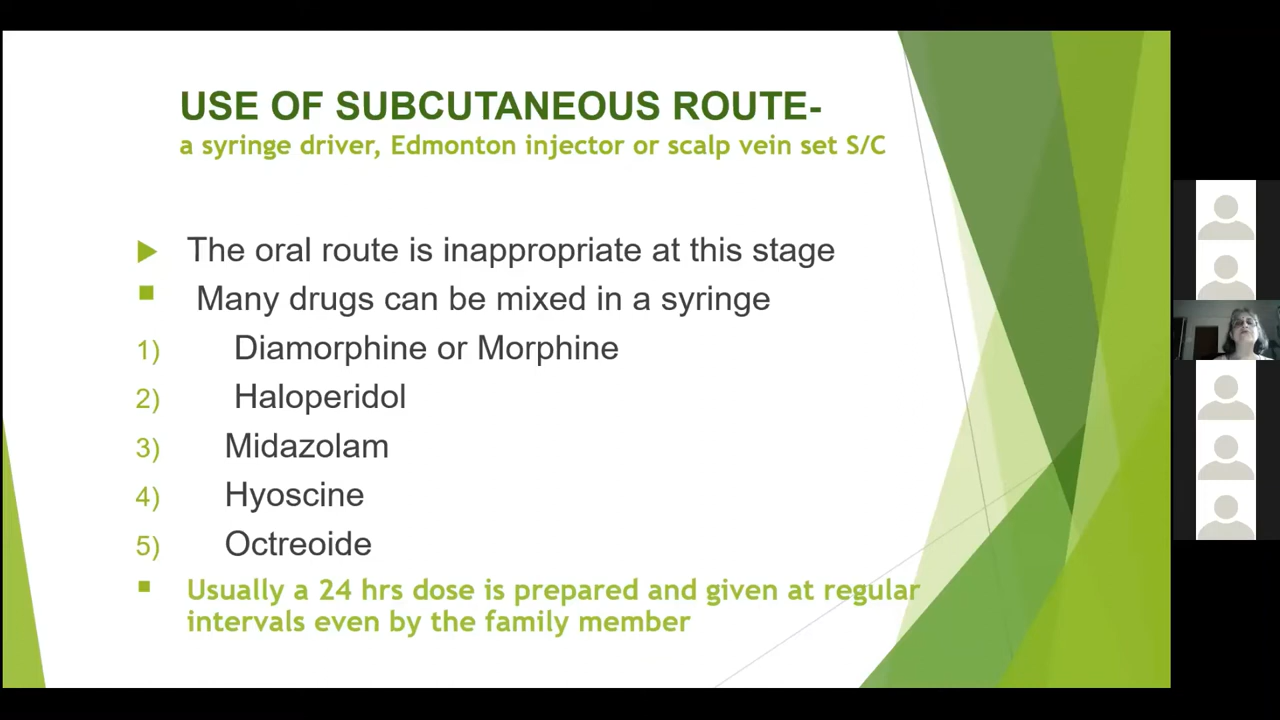 USE OF SUBCUTANEOUS ROUTE-
a syringe driver, Edmonton injector or scalp vein set S/C
The oral route is inappropriate at this stage
Many drugs can be mixed in a syringe
1) Diamorphine or Morphine
2) Haloperidol
3) Midazolam
4) Hyoscine
5) Octreoide
Usually a 24 hrs dose is prepared and given at regular
intervals even by the family member